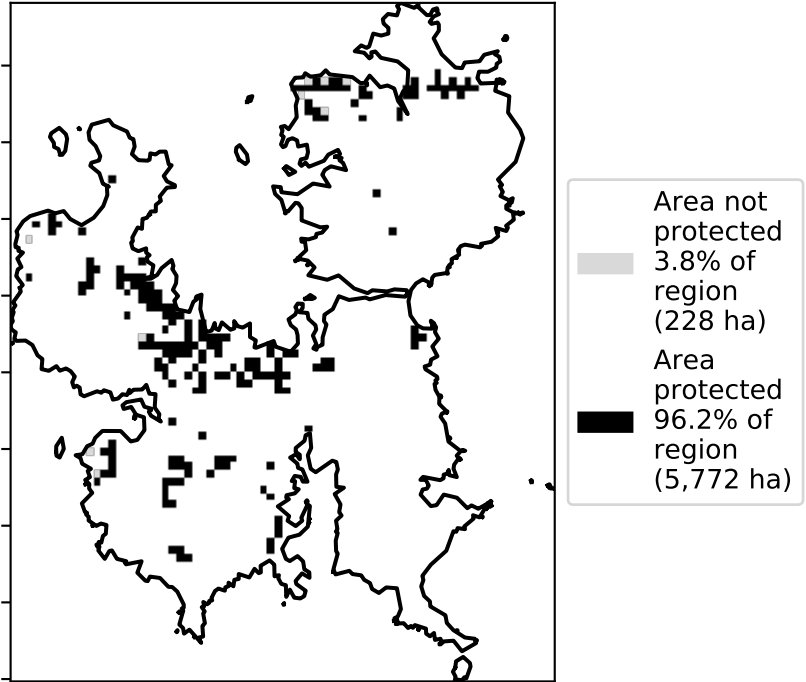 Area not
protected
3.8% of
region
(228 ha)
Area
protected
96.2% of
region
(5,772 ha)